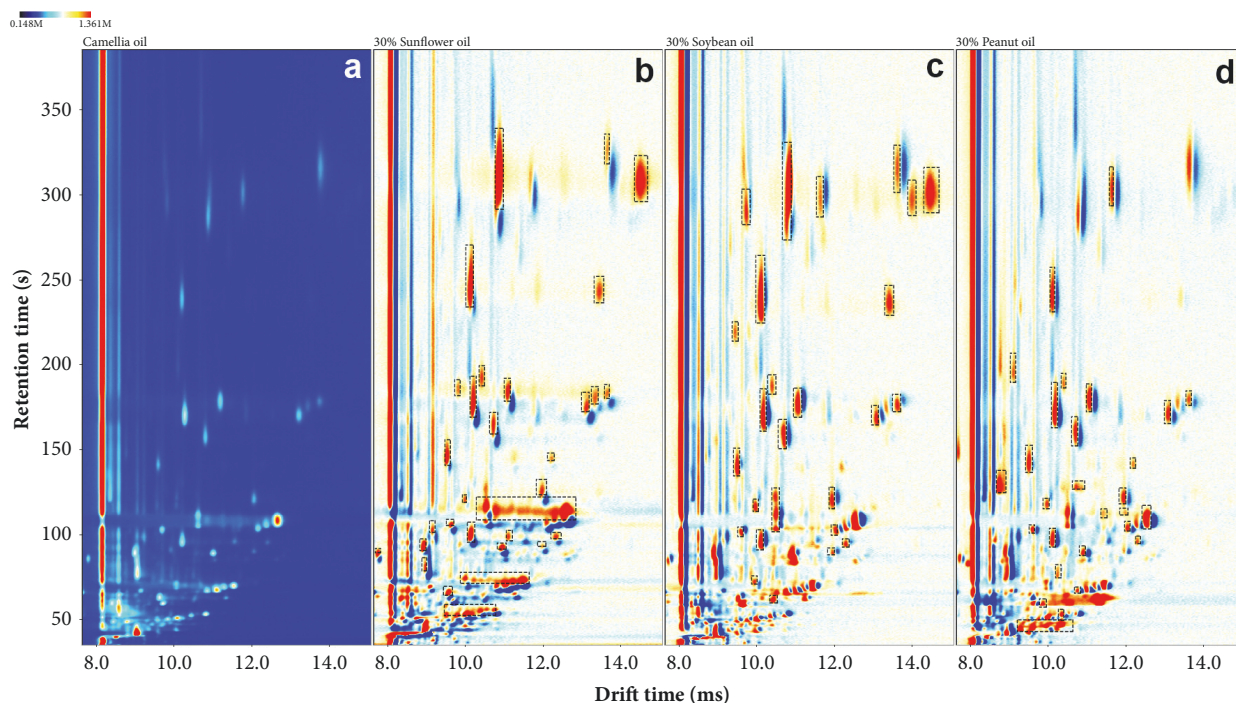 0.148M 1.361M
Camellia oil 30% Sunflower oil 30% Soybean oil 30% Peanut oil
a b c d
350
300
250
200
150
100
50
Retention time (s)
8.0 10.0 12.0 14.0 8.0 10.0 12.0 14.0 8.0 10.0 12.0 14.0 8.0 10.0 12.0 14.0
Drift time (ms)